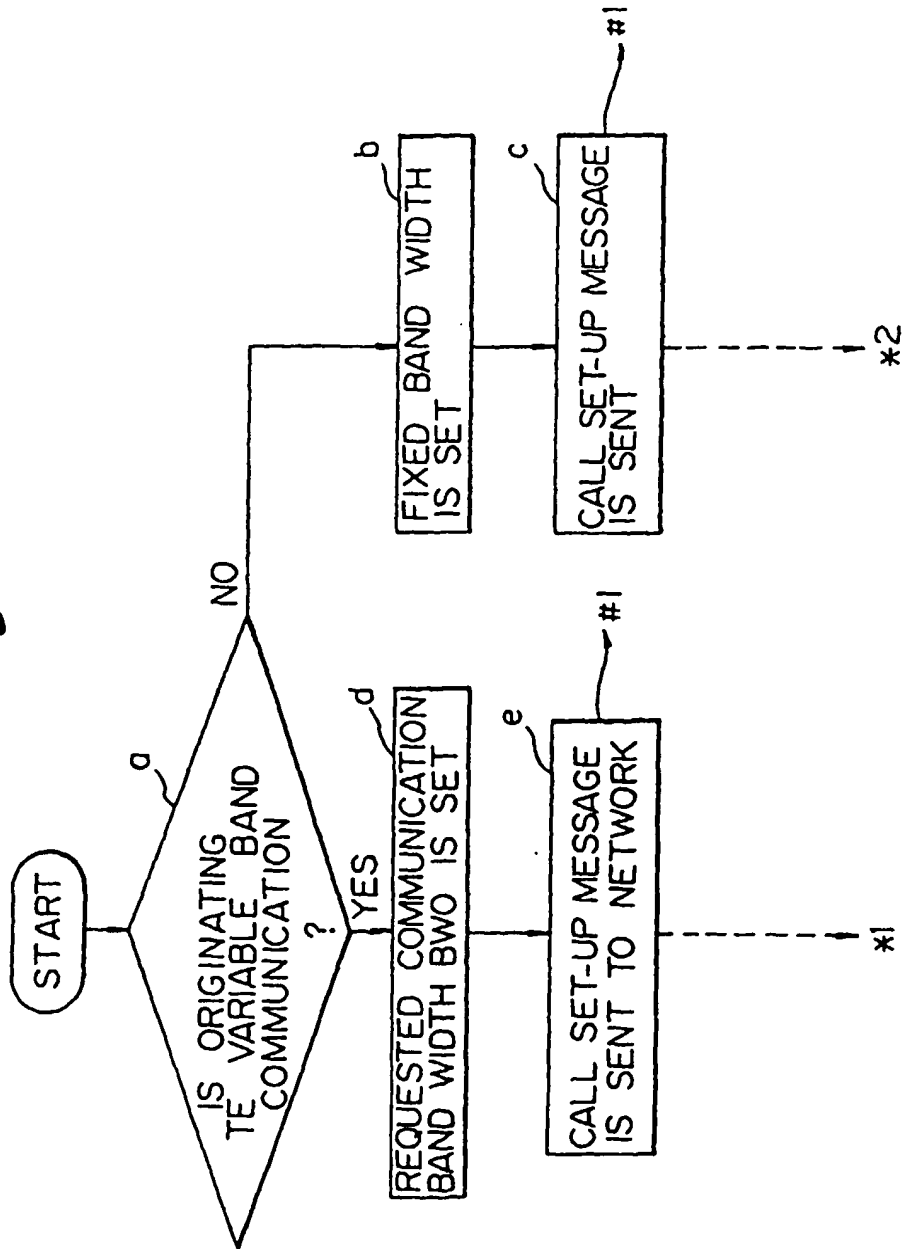 START
a
IS ORIGINATING
TE VARIABLE BAND
COMMUNICATION
?
NO
YES
b
FIXED BAND WIDTH
IS SET
c
CALL SET-UP MESSAGE
IS SENT
#1
*2
d
REQUESTED COMMUNICATION
BAND WIDTH BWO IS SET
e
CALL SET-UP MESSAGE
IS SENT TO NETWORK
#1
*1